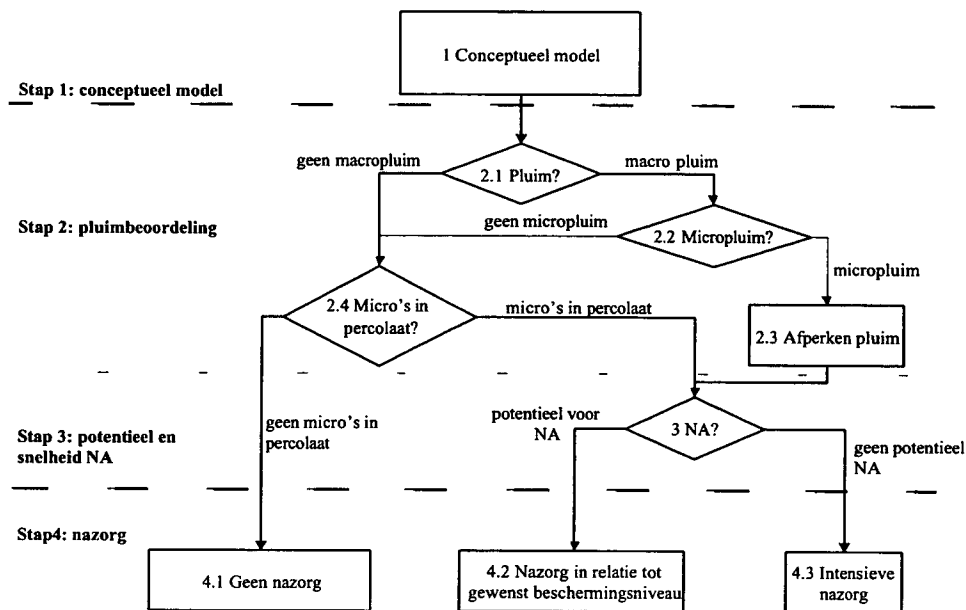 1 Conceptueel model
Stap 1: conceptueel model
geen macropluim
macro pluim
2.1 Pluim?
Stap 2: pluimbeoordeling
geen micropluim
2.2 Micropluim?
micropluim
2.4 Micro's in
percolaat?
micro's in percolaat
2.3 Afperken pluim
Stap 3: potentieel en
snelheid NA
geen micro's in
percolaat
potentieel voor
NA
3 NA?
geen potentieel
NA
Stap4: nazorg
4.1 Geen nazorg
4.2 Nazorg in relatie tot
gewenst beschermingsniveau
4.3 Intensieve
nazorg